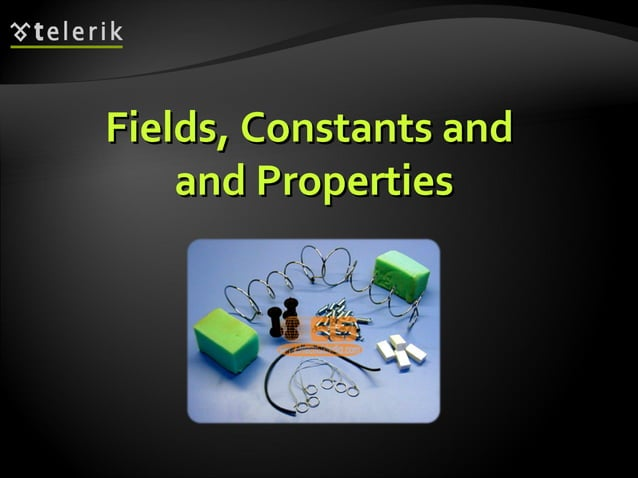 telerik
Fields, Constants and
and Properties